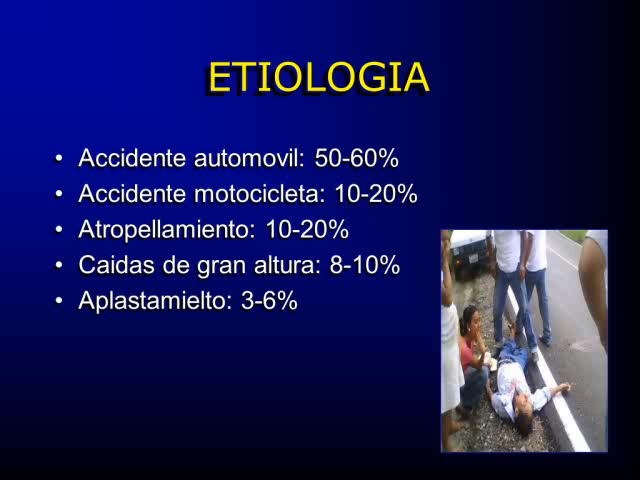 ETIOLOGIA
• Accidente automovil: 50-60%
• Accidente motocicleta: 10-20%
• Atropellamiento: 10-20%
• Caidas de gran altura: 8-10%
• Aplastamielto: 3-6%